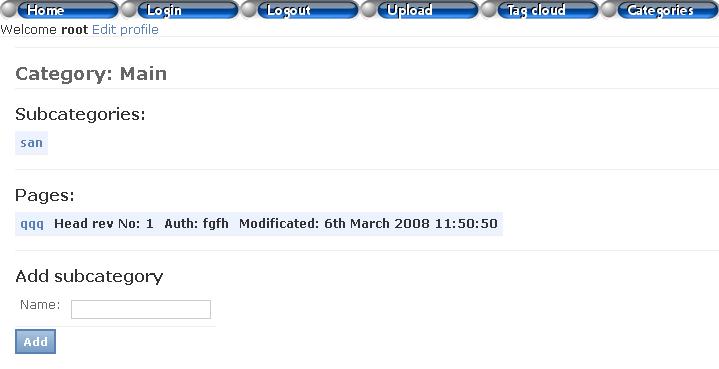 Home Login Logout Upload Tag cloud Categories
Welcome root Edit profile
Category: Main
Subcategories:
san
Pages:
qqq Head rev No: 1 Auth: fgfh Modificated: 6th March 2008 11:50:50
Add subcategory
Name:
Add